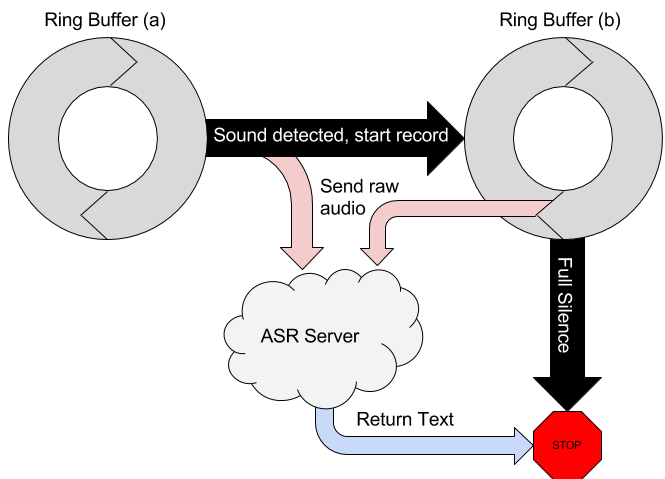 Ring Buffer (a)
Ring Buffer (b)
Sound detected, start record
Send raw
audio
Full Silence
ASR Server
Return Text
STOP